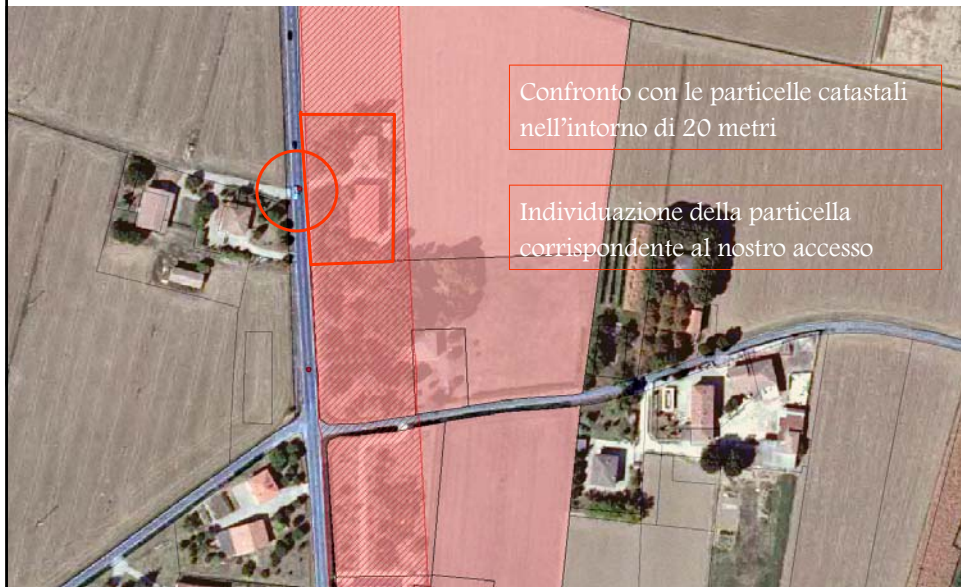 Confronto con le particelle catastali
nell'intorno di 20 metri
Individuazione della particella
corrispondente al nostro accesso